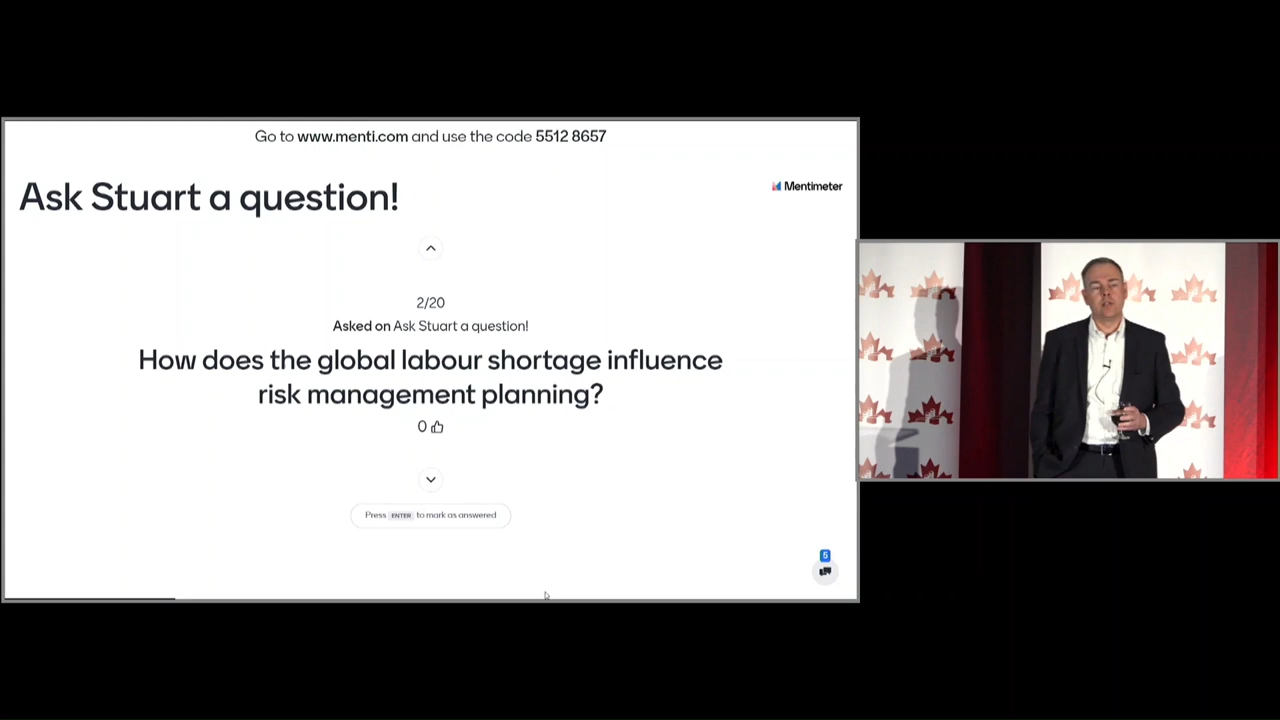 Go to www.menti.com and use the code 5512 8657
Ask Stuart a question!
Mentimeter
2/20
Asked on Ask Stuart a question!
How does the global labour shortage influence
risk management planning?
0
Press ENTER to mark as answered
5